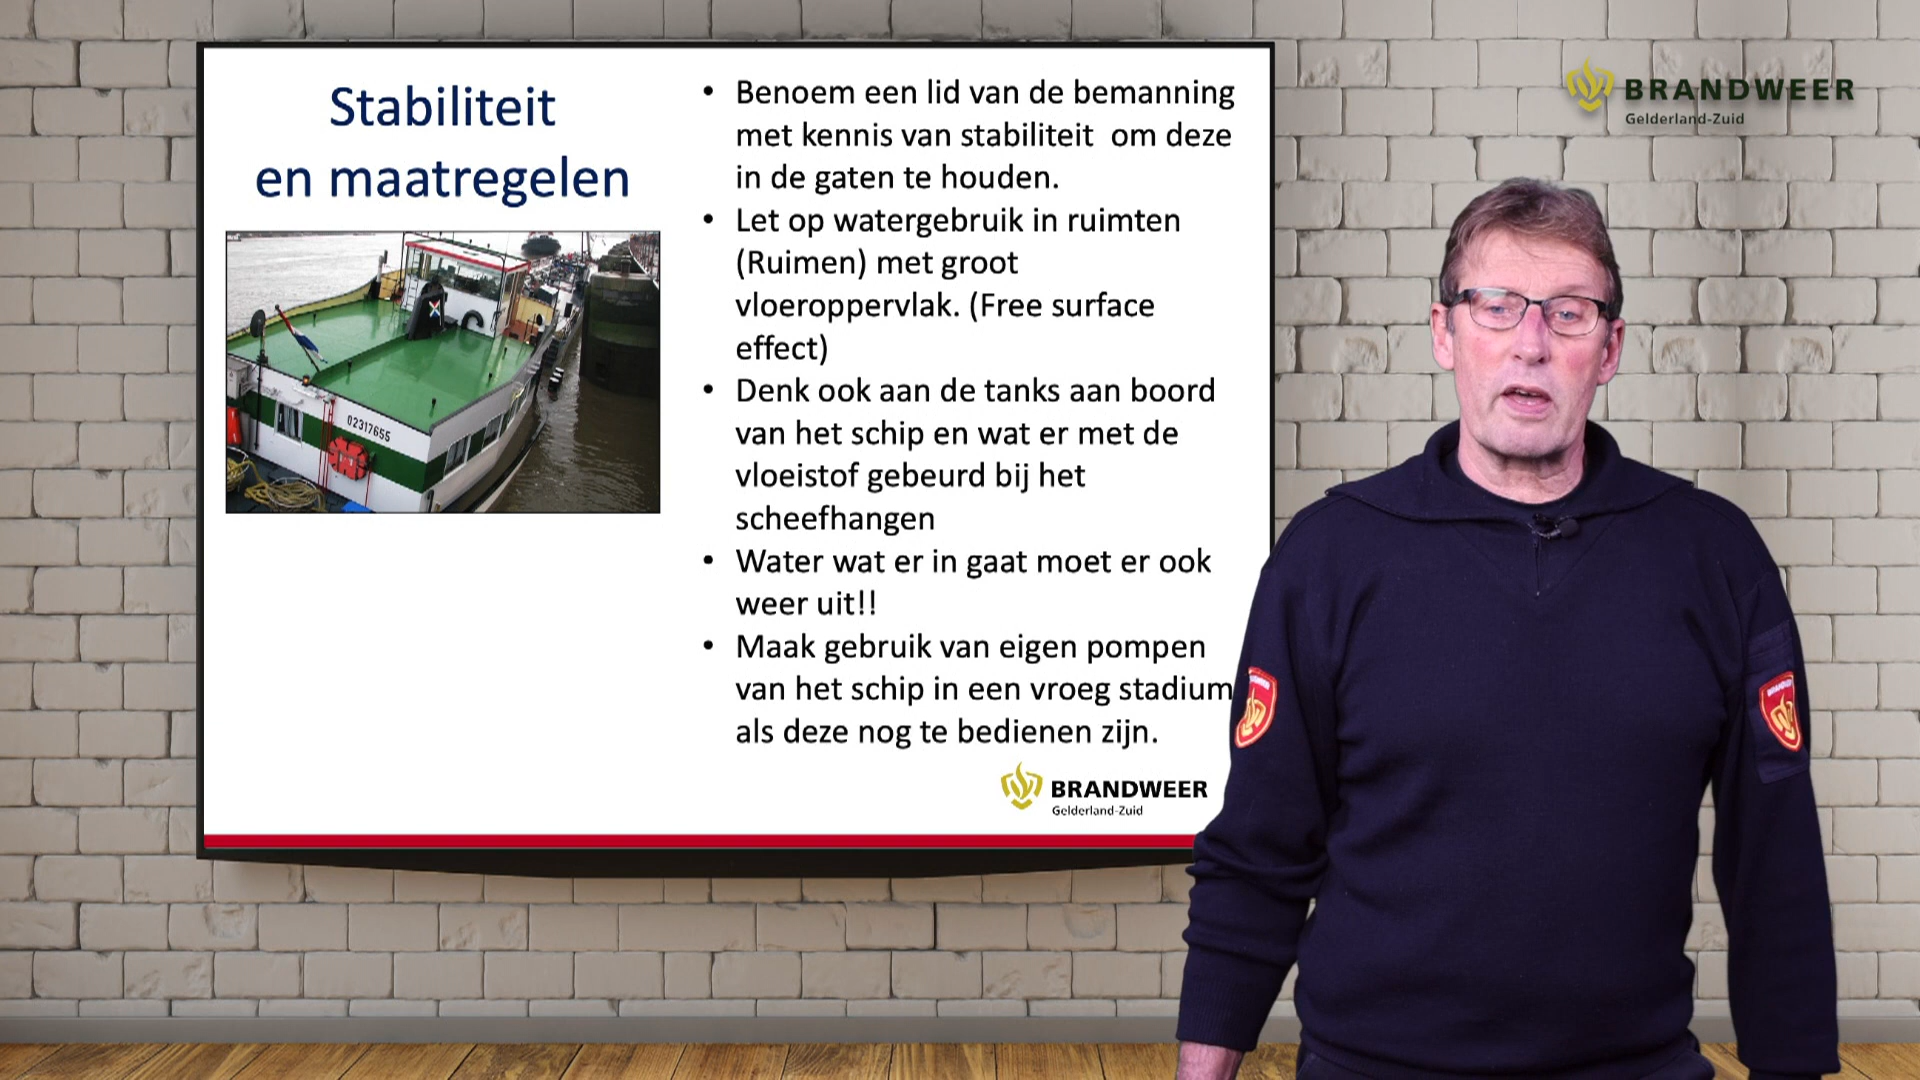 Stabiliteit
en maatregelen
02317655
• Benoem een lid van de bemanning
met kennis van stabiliteit  om deze
in de gaten te houden.
• Let op watergebruik in ruimten
(Ruimen) met groot
vloeroppervlak. (Free surface
effect)
• Denk ook aan de tanks aan boord
van het schip en wat er met de
vloeistof gebeurd bij het
scheefhangen
• Water wat er in gaat moet er ook
weer uit!!
• Maak gebruik van eigen pompen
van het schip in een vroeg stadium
als deze nog te bedienen zijn.
BRANDWEER
Gelderland-Zuid
BRANDWEER
Gelderland-Zuid